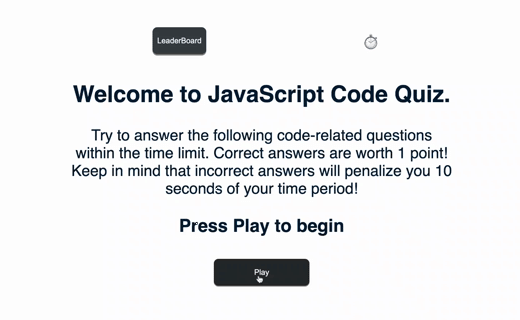 LeaderBoard
Welcome to JavaScript Code Quiz.
Try to answer the following code-related questions
within the time limit. Correct answers are worth 1 point!
Keep in mind that incorrect answers will penalize you 10
seconds of your time period!
Press Play to begin
Play